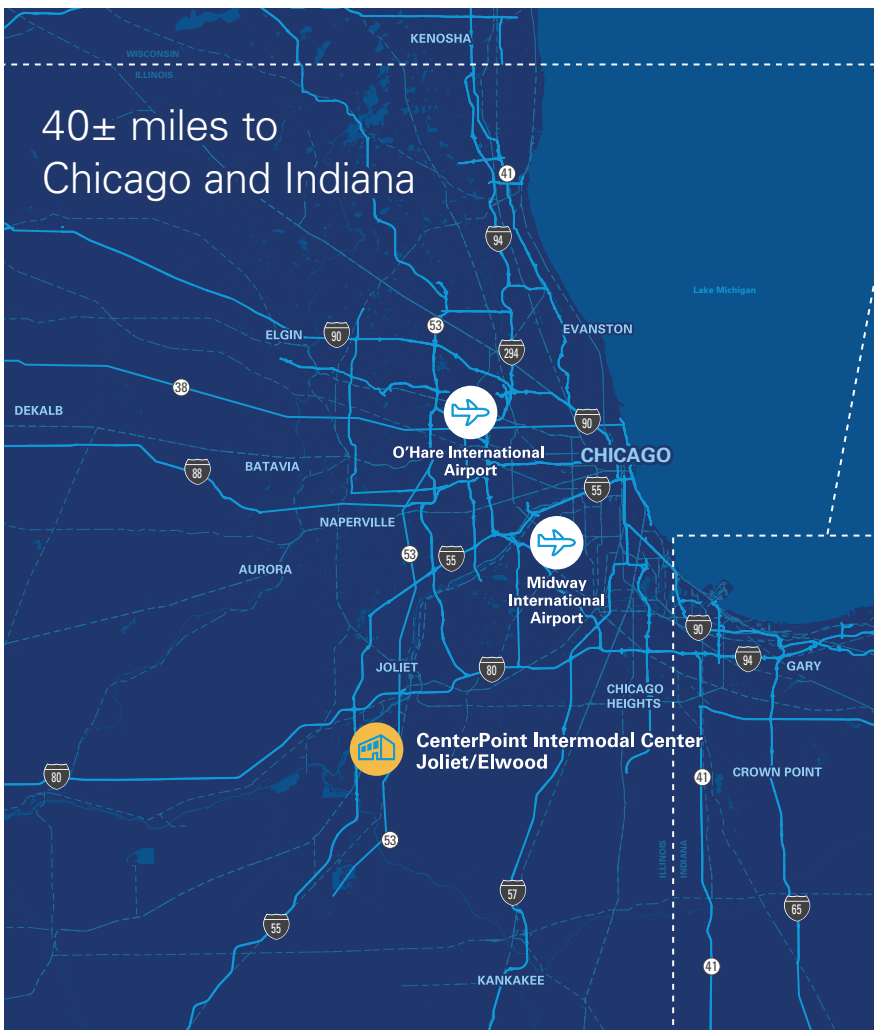 KENOSHA
WISCONSIN
ILLINOIS
40± miles to
Chicago and Indiana
41
94
Lake Michigan
53
EVANSTON
ELGIN
90
294
38
DEKALB
90
O'Hare International
Airport
CHICAGO
BATAVIA
88
55
NAPERVILLE
53
55
AURORA
Midway
International
Airport
90
JOLIET
80
94
GARY
CHICAGO
HEIGHTS
CenterPoint Intermodal Center
Joliet/Elwood
80
41
CROWN POINT
53
ILLINOIS
INDIANA
57
65
55
41
KANKAKEE